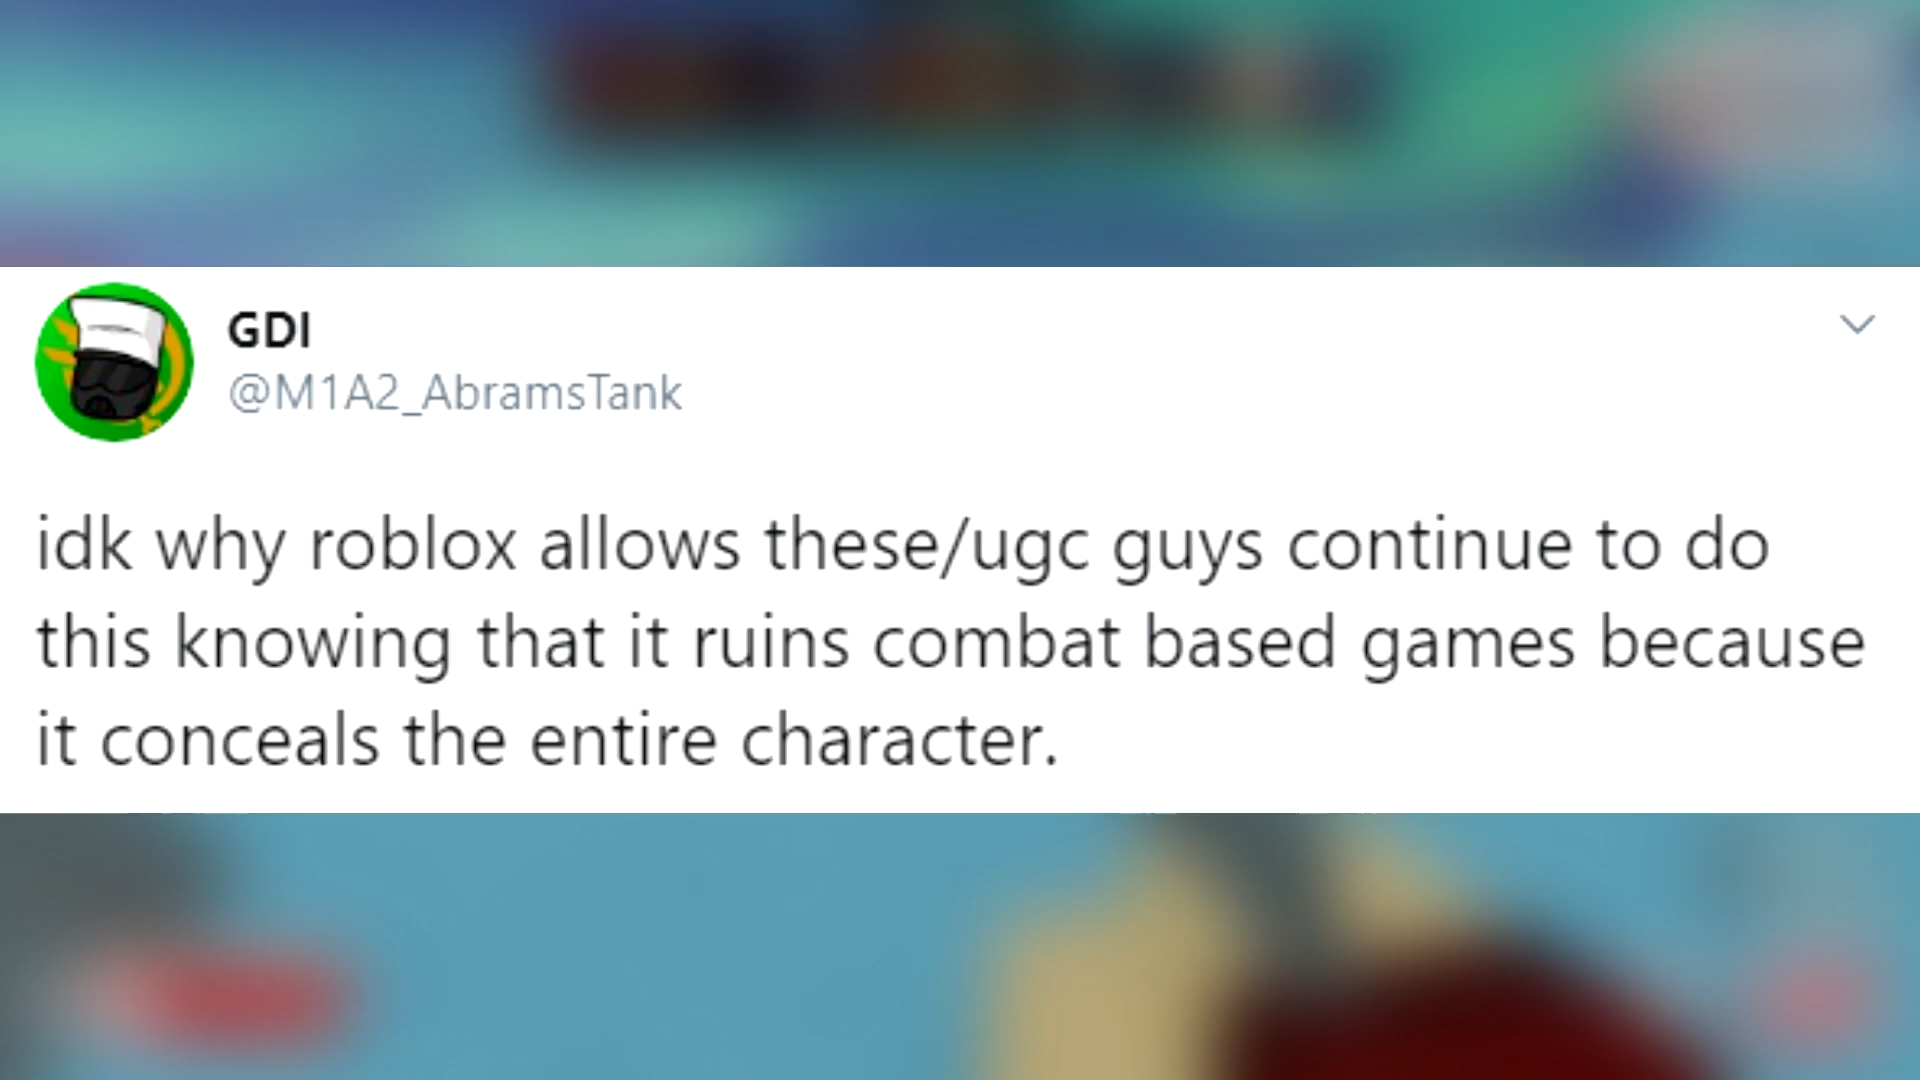 GDI
@M1A2_AbramsTank
idk why roblox allows these/ugc guys continue to do
this knowing that it ruins combat based games because
it conceals the entire character.